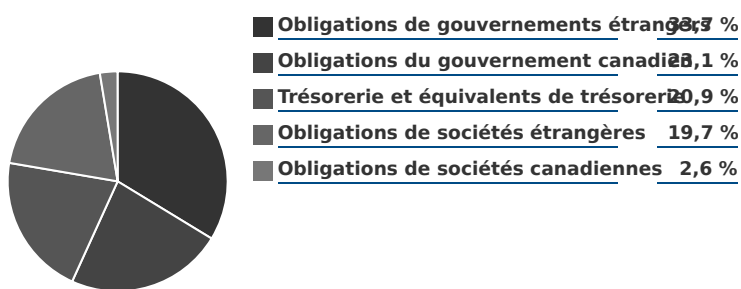 Obligations de gouvernements étrangers 33,7 %
Obligations du gouvernement canadien 23,1 %
Trésorerie et équivalents de trésorerie 20,9 %
Obligations de sociétés étrangères 19,7 %
Obligations de sociétés canadiennes 2,6 %